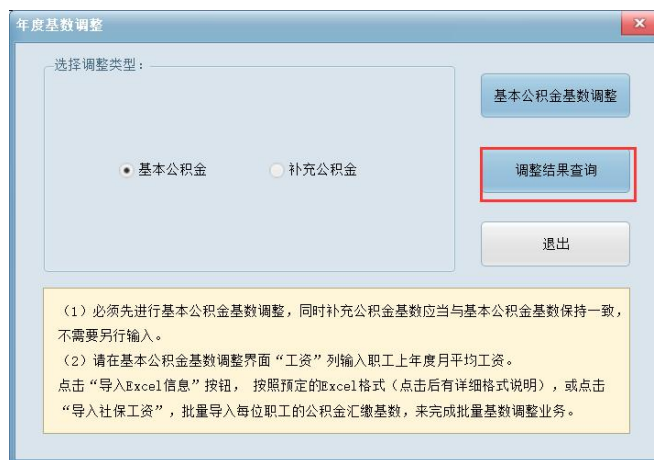 年度基数调整
选择调整类型：
基本公积金基数调整
基本公积金
补充公积金
调整结果查询
退出
（1）必须先进行基本公积金基数调整，同时补充公积金基数应当与基本公积金基数保持一致，
不需要另行输入。
（2）请在基本公积金基数调整界面“工资”列输入职工上年度月平均工资。
点击“导入Excel信息”按钮， 按照预定的Excel格式（点击后有详细格式说明），或点击
“导入社保工资”，批量导入每位职工的公积金汇缴基数，来完成批量基数调整业务。